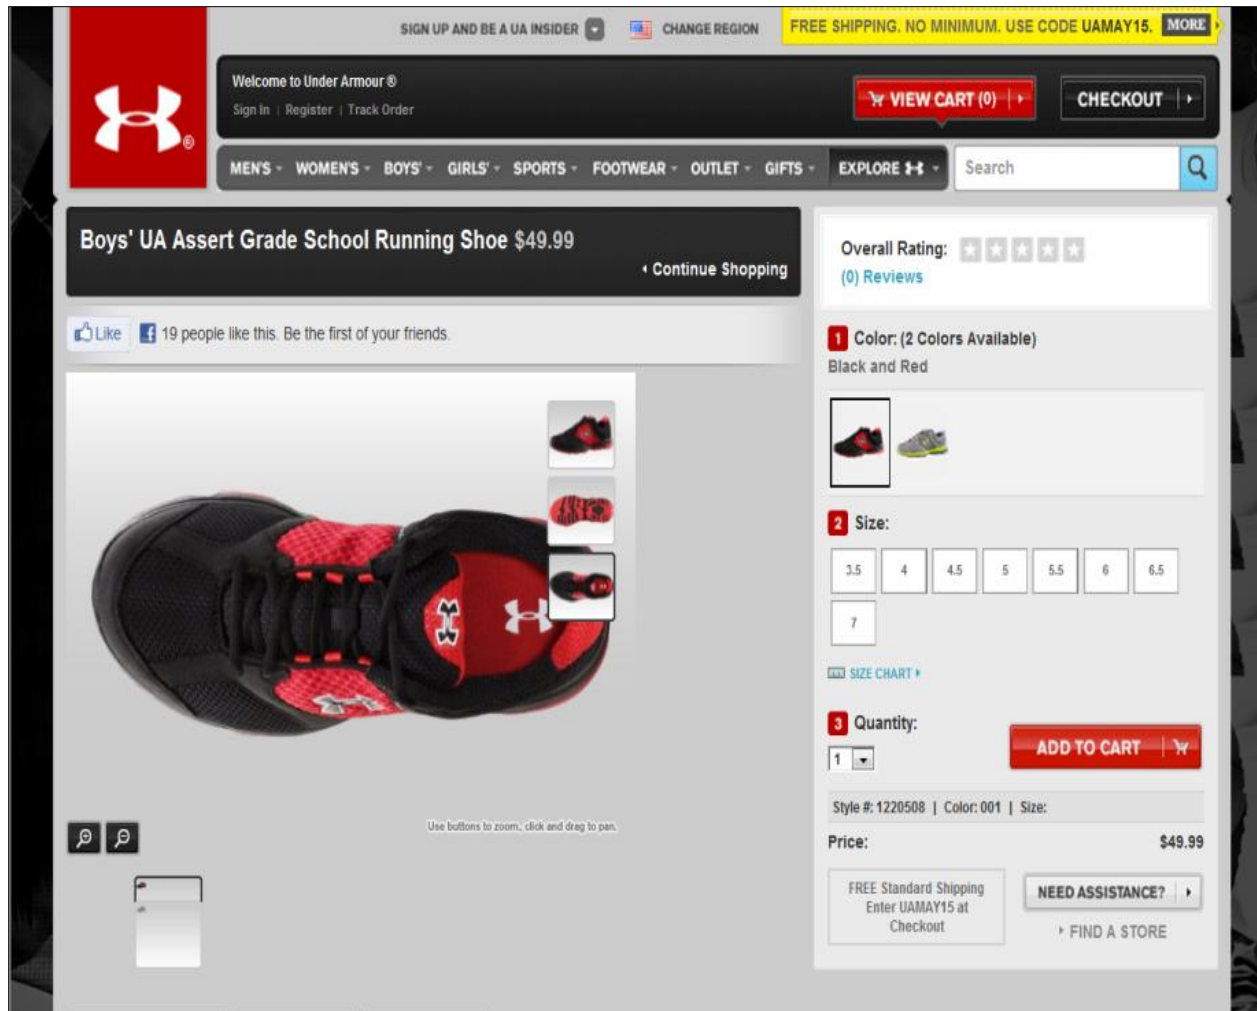 SIGN UP AND BE A UA INSIDER CHANGE REGION FREE SHIPPING. NO MINIMUM. USE CODE UAMAY15. MORE
Welcome to Under Armour ®
Sign In | Register | Track Order
VIEW CART (0) CHECKOUT
MEN'S WOMEN'S BOYS' GIRLS' SPORTS FOOTWEAR OUTLET GIFTS EXPLORE Search
®
Boys' UA Assert Grade School Running Shoe $49.99
Continue Shopping
Like 19 people like this. Be the first of your friends.
Use buttons to zoom, click and drag to pan.
Overall Rating:
(0) Reviews
1 Color: (2 Colors Available)
Black and Red
2 Size:
3.5 4 4.5 5 5.5 6 6.5
7
SIZE CHART
3 Quantity:
1
ADD TO CART
Style #: 1220508 | Color: 001 | Size:
Price: $49.99
FREE Standard Shipping
Enter UAMAY15 at
Checkout
NEED ASSISTANCE?
FIND A STORE